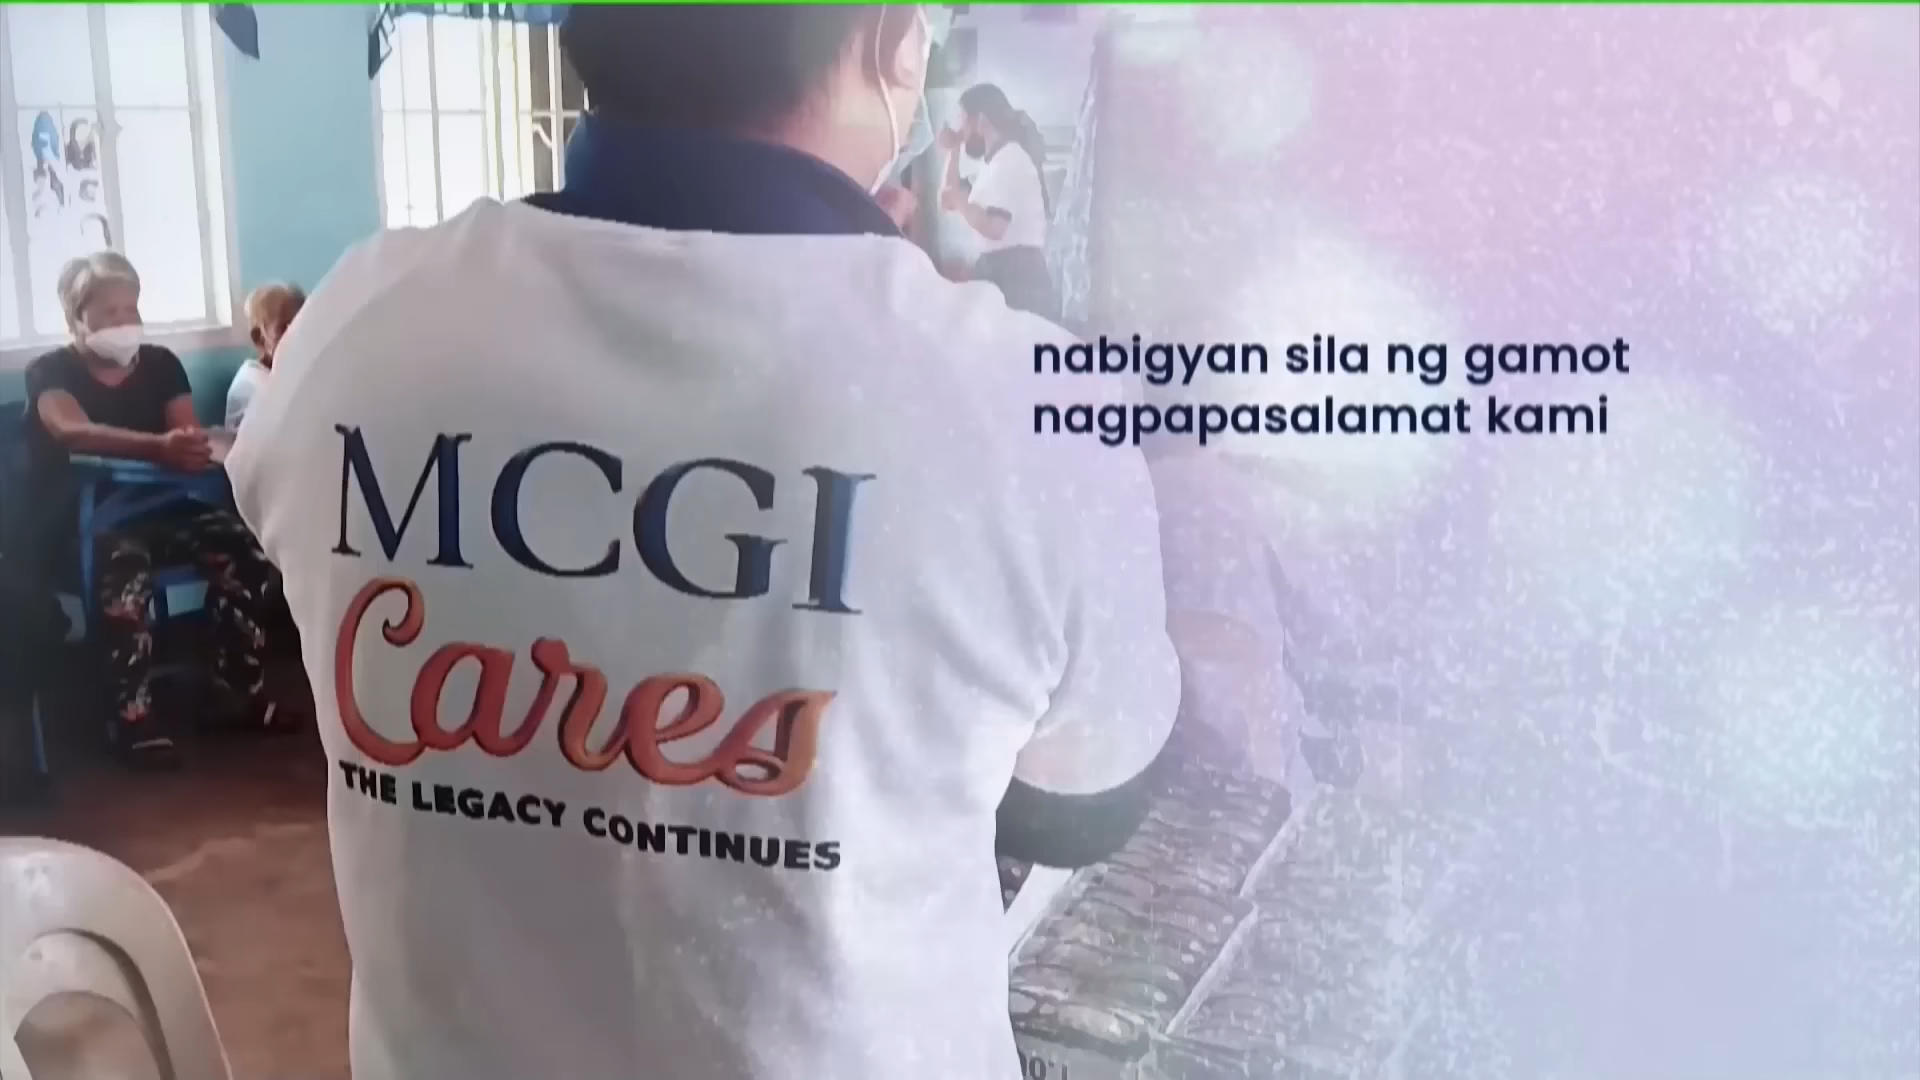 nabigyan sila ng gamot
nagpapasalamat kami
MCGI
Cares
THE LEGACY CONTINUES